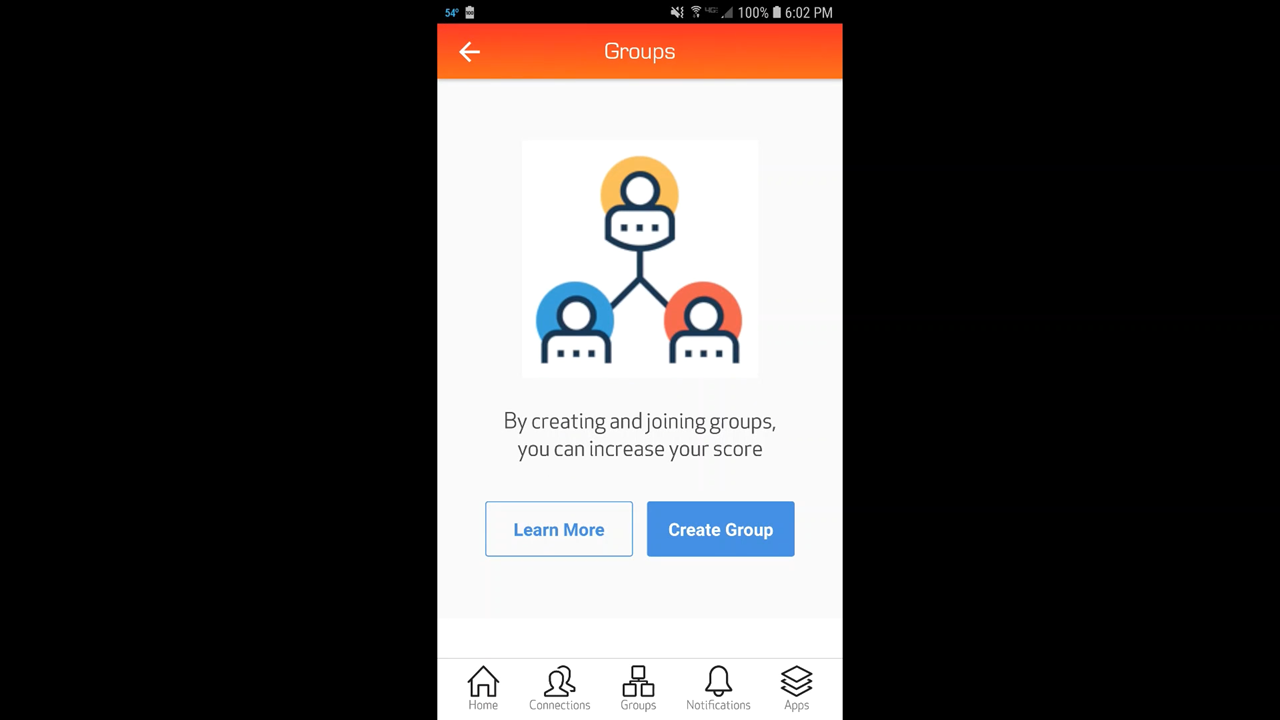 54° 100 100% 6:02 PM
Groups
By creating and joining groups,
you can increase your score
Learn More Create Group
Home Connections Groups Notifications Apps